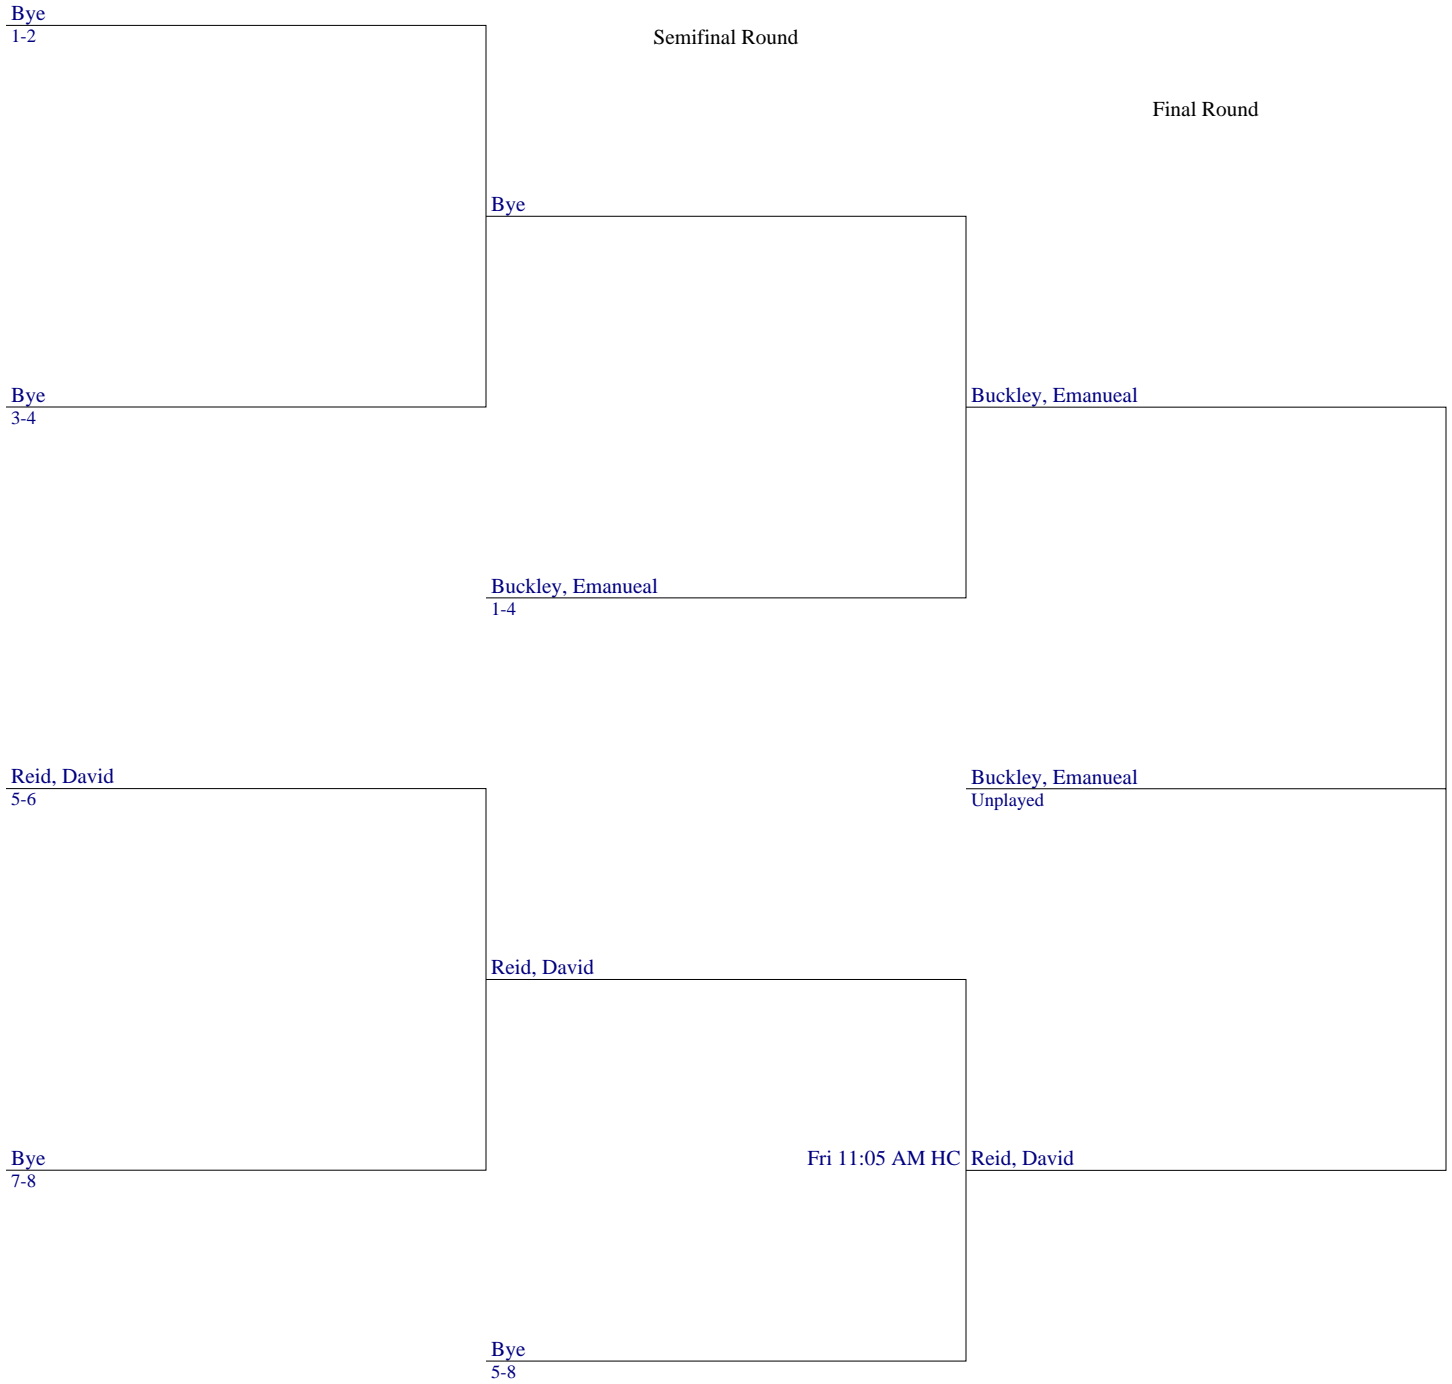 Bye
1-2
Semifinal Round
Final Round
Bye
Bye
3-4
Buckley, Emanueal
Buckley, Emanueal
1-4
Reid, David
5-6
Buckley, Emanueal
Unplayed
Reid, David
Bye
7-8
Fri 11:05 AM HC
Reid, David
Bye
5-8